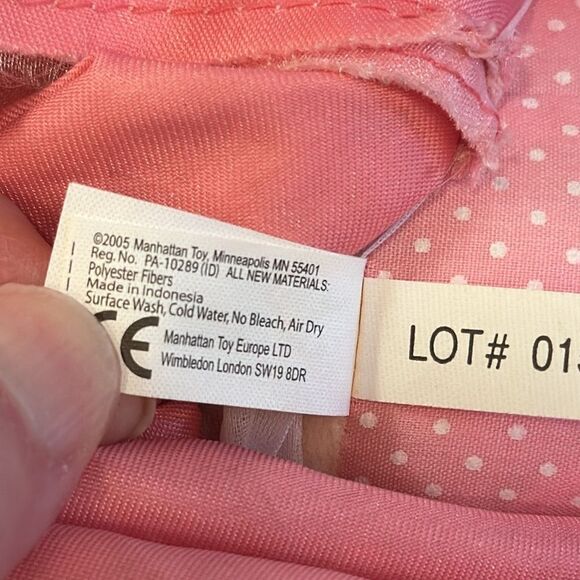 ©2005 Manhattan Toy, Minneapolis MN 55401
Reg. No. PA-10289 (ID) ALL NEW MATERIALS:
Polyester Fibers
Made in Indonesia
Surface Wash, Cold Water, No Bleach, Air Dry
CE
Manhattan Toy Europe LTD
Wimbledon London SW19 8DR
LOT# 01